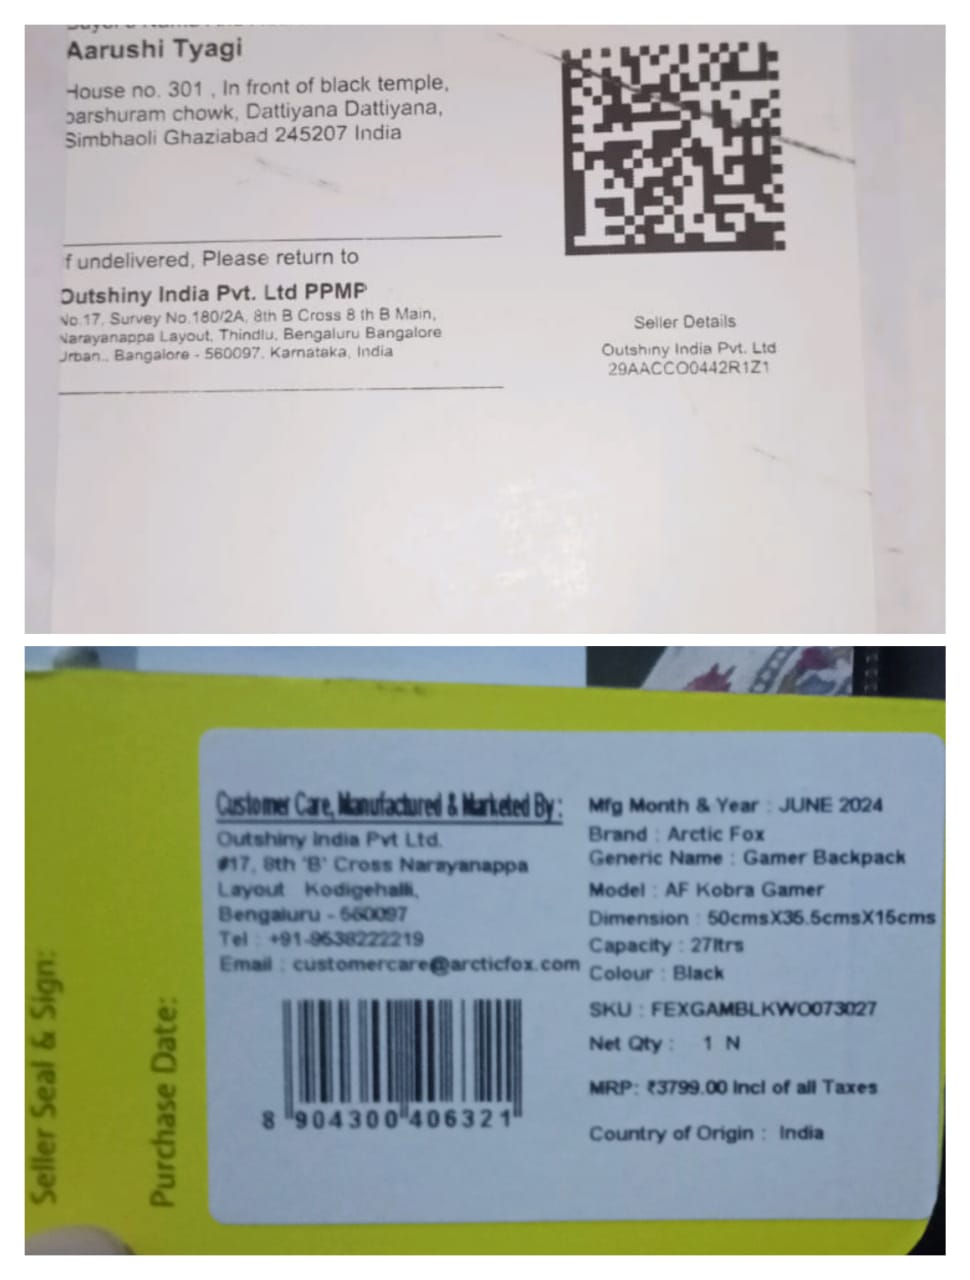 Aarushi Tyagi
House no. 301 , In front of black temple,
parshuram chowk, Dattiyana Dattiyana,
Simbhaoli Ghaziabad 245207 India
f undelivered, Please return to
Outshiny India Pvt. Ltd PPMP
No.17, Survey No.180/2A, 8th B Cross 8 th B Main,
Narayanappa Layout, Thindlu, Bengaluru Bangalore
Urban., Bangalore - 560097. Karnataka, India
Seller Details
Outshiny India Pvt. Ltd
29AACCO0442R1Z1
Seller Seal & Sign:
Purchase Date:
Customer Care, Manufactured & Marketed By :
Outshiny India Pvt Ltd.
#17, 8th 'B' Cross Narayanappa
Layout Kodigehalli,
Bengaluru - 560097
Tel : +91-9538222219
Email : customercare@arcticfox.com
8 904300 406321
Mfg Month & Year : JUNE 2024
Brand : Arctic Fox
Generic Name : Gamer Backpack
Model : AF Kobra Gamer
Dimension : 50cmsX35.5cmsX15cms
Capacity : 27ltrs
Colour : Black
SKU : FEXGAMBLKWO073027
Net Qty : 1 N
MRP: ₹3799.00 Incl of all Taxes
Country of Origin : India